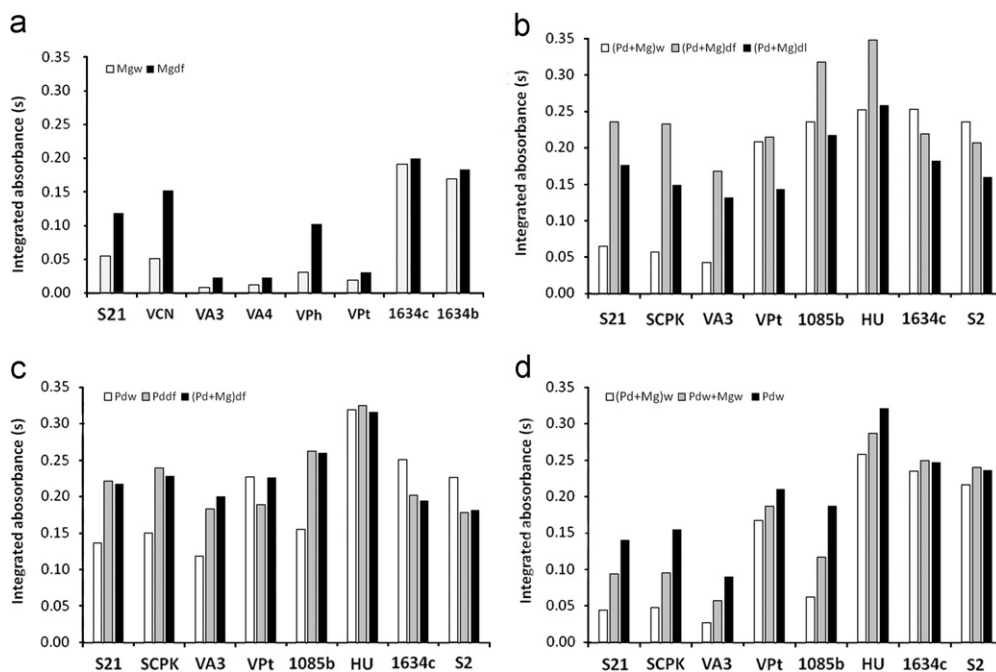 a
Integrated absorbance (s)
0.35
0.30
0.25
0.20
0.15
0.10
0.05
0.00
Mgw Mgdf
S21 VCN VA3 VA4 VPh VPt 1634c 1634b
b
Integrated abosorbance (s)
0.35
0.30
0.25
0.20
0.15
0.10
0.05
0.00
(Pd+Mg)w (Pd+Mg)df (Pd+Mg)dl
S21 SCPK VA3 VPt 1085b HU 1634c S2
c
Integrated abosorbance (s)
0.35
0.30
0.25
0.20
0.15
0.10
0.05
0.00
Pdw Pddf (Pd+Mg)df
S21 SCPK VA3 VPt 1085b HU 1634c S2
d
Integrated abosorbance (s)
0.35
0.30
0.25
0.20
0.15
0.10
0.05
0.00
(Pd+Mg)w Pdw+Mgw Pdw
S21 SCPK VA3 VPt 1085b HU 1634c S2